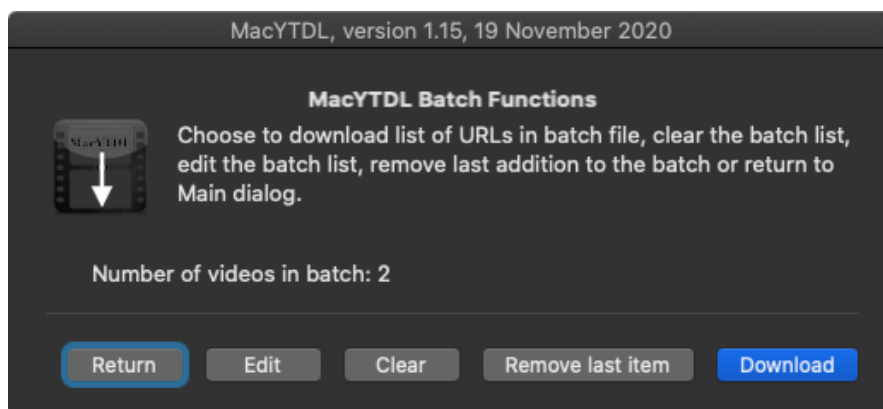 MacYTDL, version 1.15, 19 November 2020
MacYTDL Batch Functions
MacYTDL
Choose to download list of URLs in batch file, clear the batch list,
edit the batch list, remove last addition to the batch or return to
Main dialog.
Number of videos in batch: 2
Return Edit Clear Remove last item Download